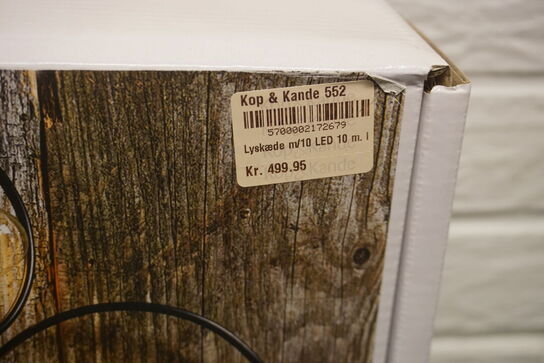 Kop & Kande 552
5700002172679
Lyskæde m/10 LED 10 m. I
Kr. 499.95